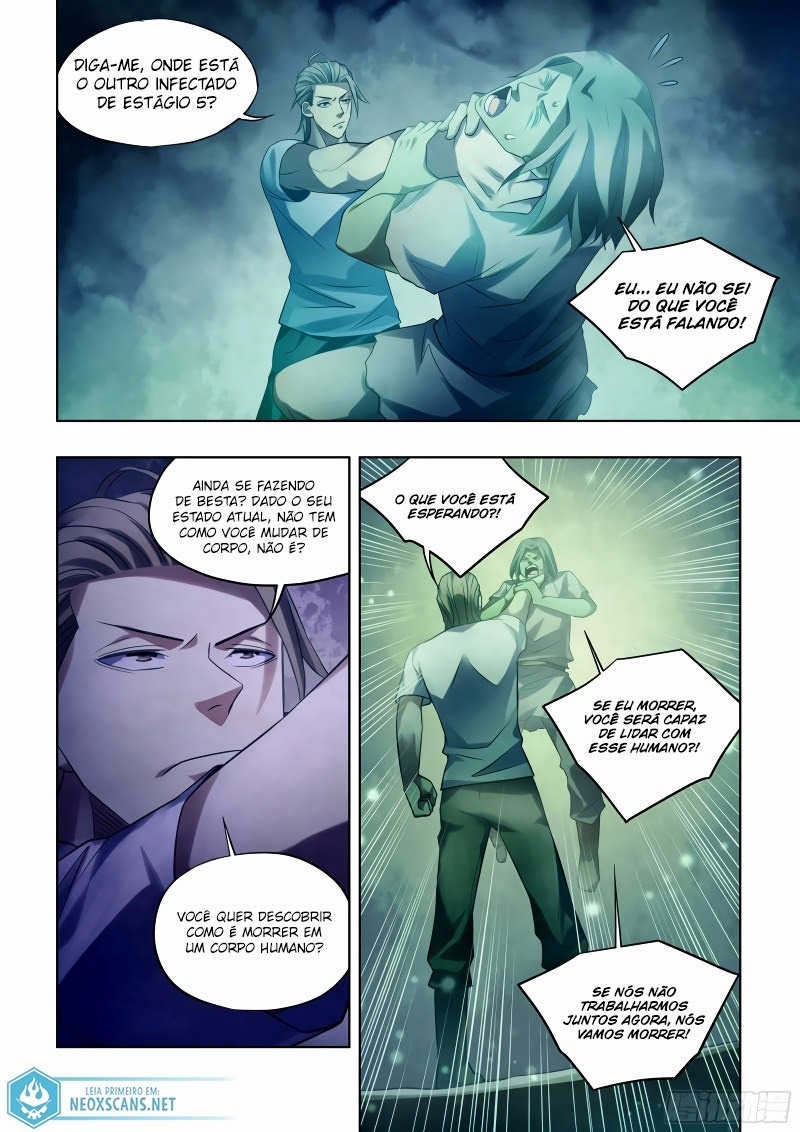 DIGA-ME, ONDE ESTÁ
O OUTRO INFECTADO
DE ESTÁGIO 5?
EU... EU NÃO SEI
DO QUE VOCÊ
ESTÁ FALANDO!
AINDA SE FAZENDO
DE BESTA? DADO O SEU
ESTADO ATUAL, NÃO TEM
COMO VOCÊ MUDAR DE
CORPO, NÃO É?
VOCÊ QUER DESCOBRIR
COMO É MORRER EM
UM CORPO HUMANO?
O QUE VOCÊ ESTÁ
ESPERANDO?!
SE EU MORRER,
VOCÊ SERÁ CAPAZ
DE LIDAR COM
ESSE HUMANO?!
SE NÓS NÃO
TRABALHARMOS
JUNTOS AGORA, NÓS
VAMOS MORRER!
LEIA PRIMEIRO EM:
NEOXSCANS.NET